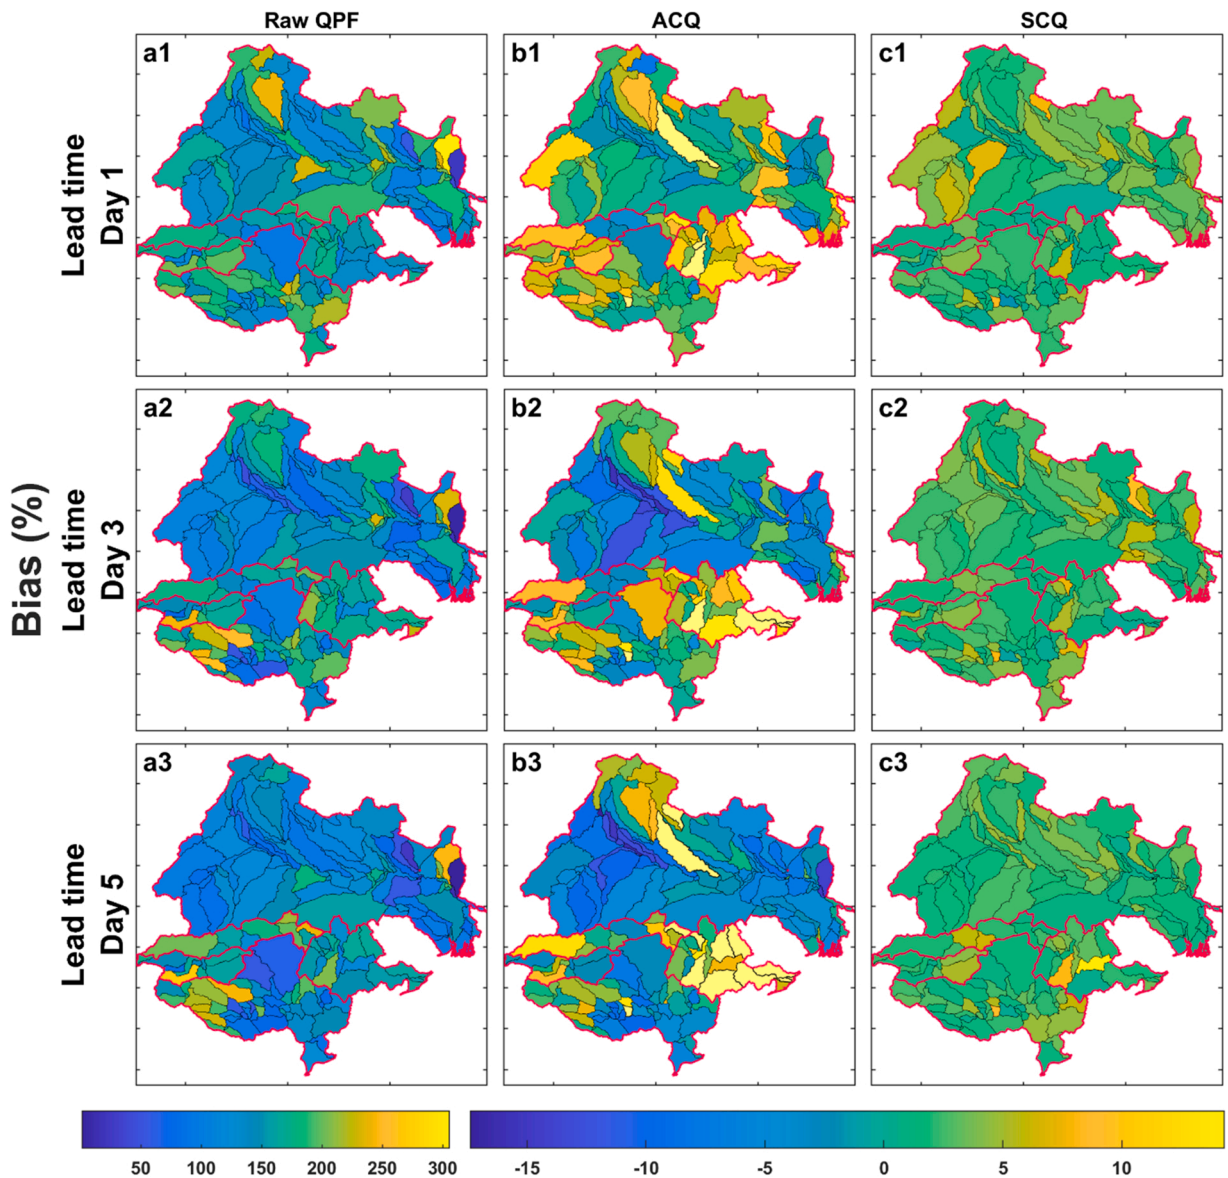 Raw QPF ACQ SCQ
a1 b1 c1
Lead time
Day 1
a2 b2 c2
Bias (%)
Lead time
Day 3
a3 b3 c3
Lead time
Day 5
50 100 150 200 250 300 -15 -10 -5 0 5 10